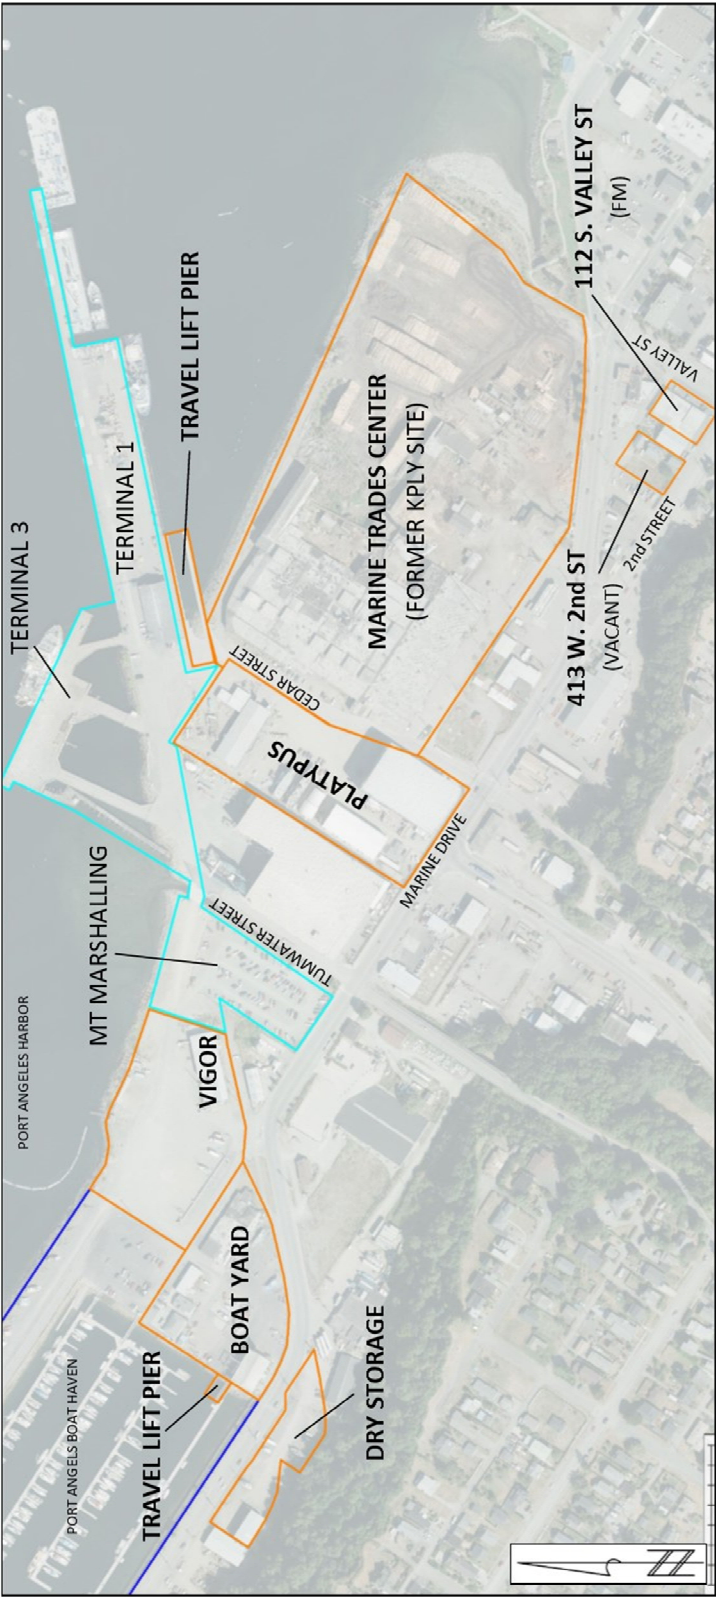 PORT ANGELES HARBOR
PORT ANGELS BOAT HAVEN
TRAVEL LIFT PIER
DRY STORAGE
BOAT YARD
VIGOR
MT MARSHALLING
TUMWATER STREET
TERMINAL 3
TERMINAL 1
TRAVEL LIFT PIER
PLATYPUS
CEDAR STREET
MARINE DRIVE
MARINE TRADES CENTER
(FORMER KPLY SITE)
413 W. 2nd ST
(VACANT)
2nd STREET
112 S. VALLEY ST
(FM)
VALLEY ST
N